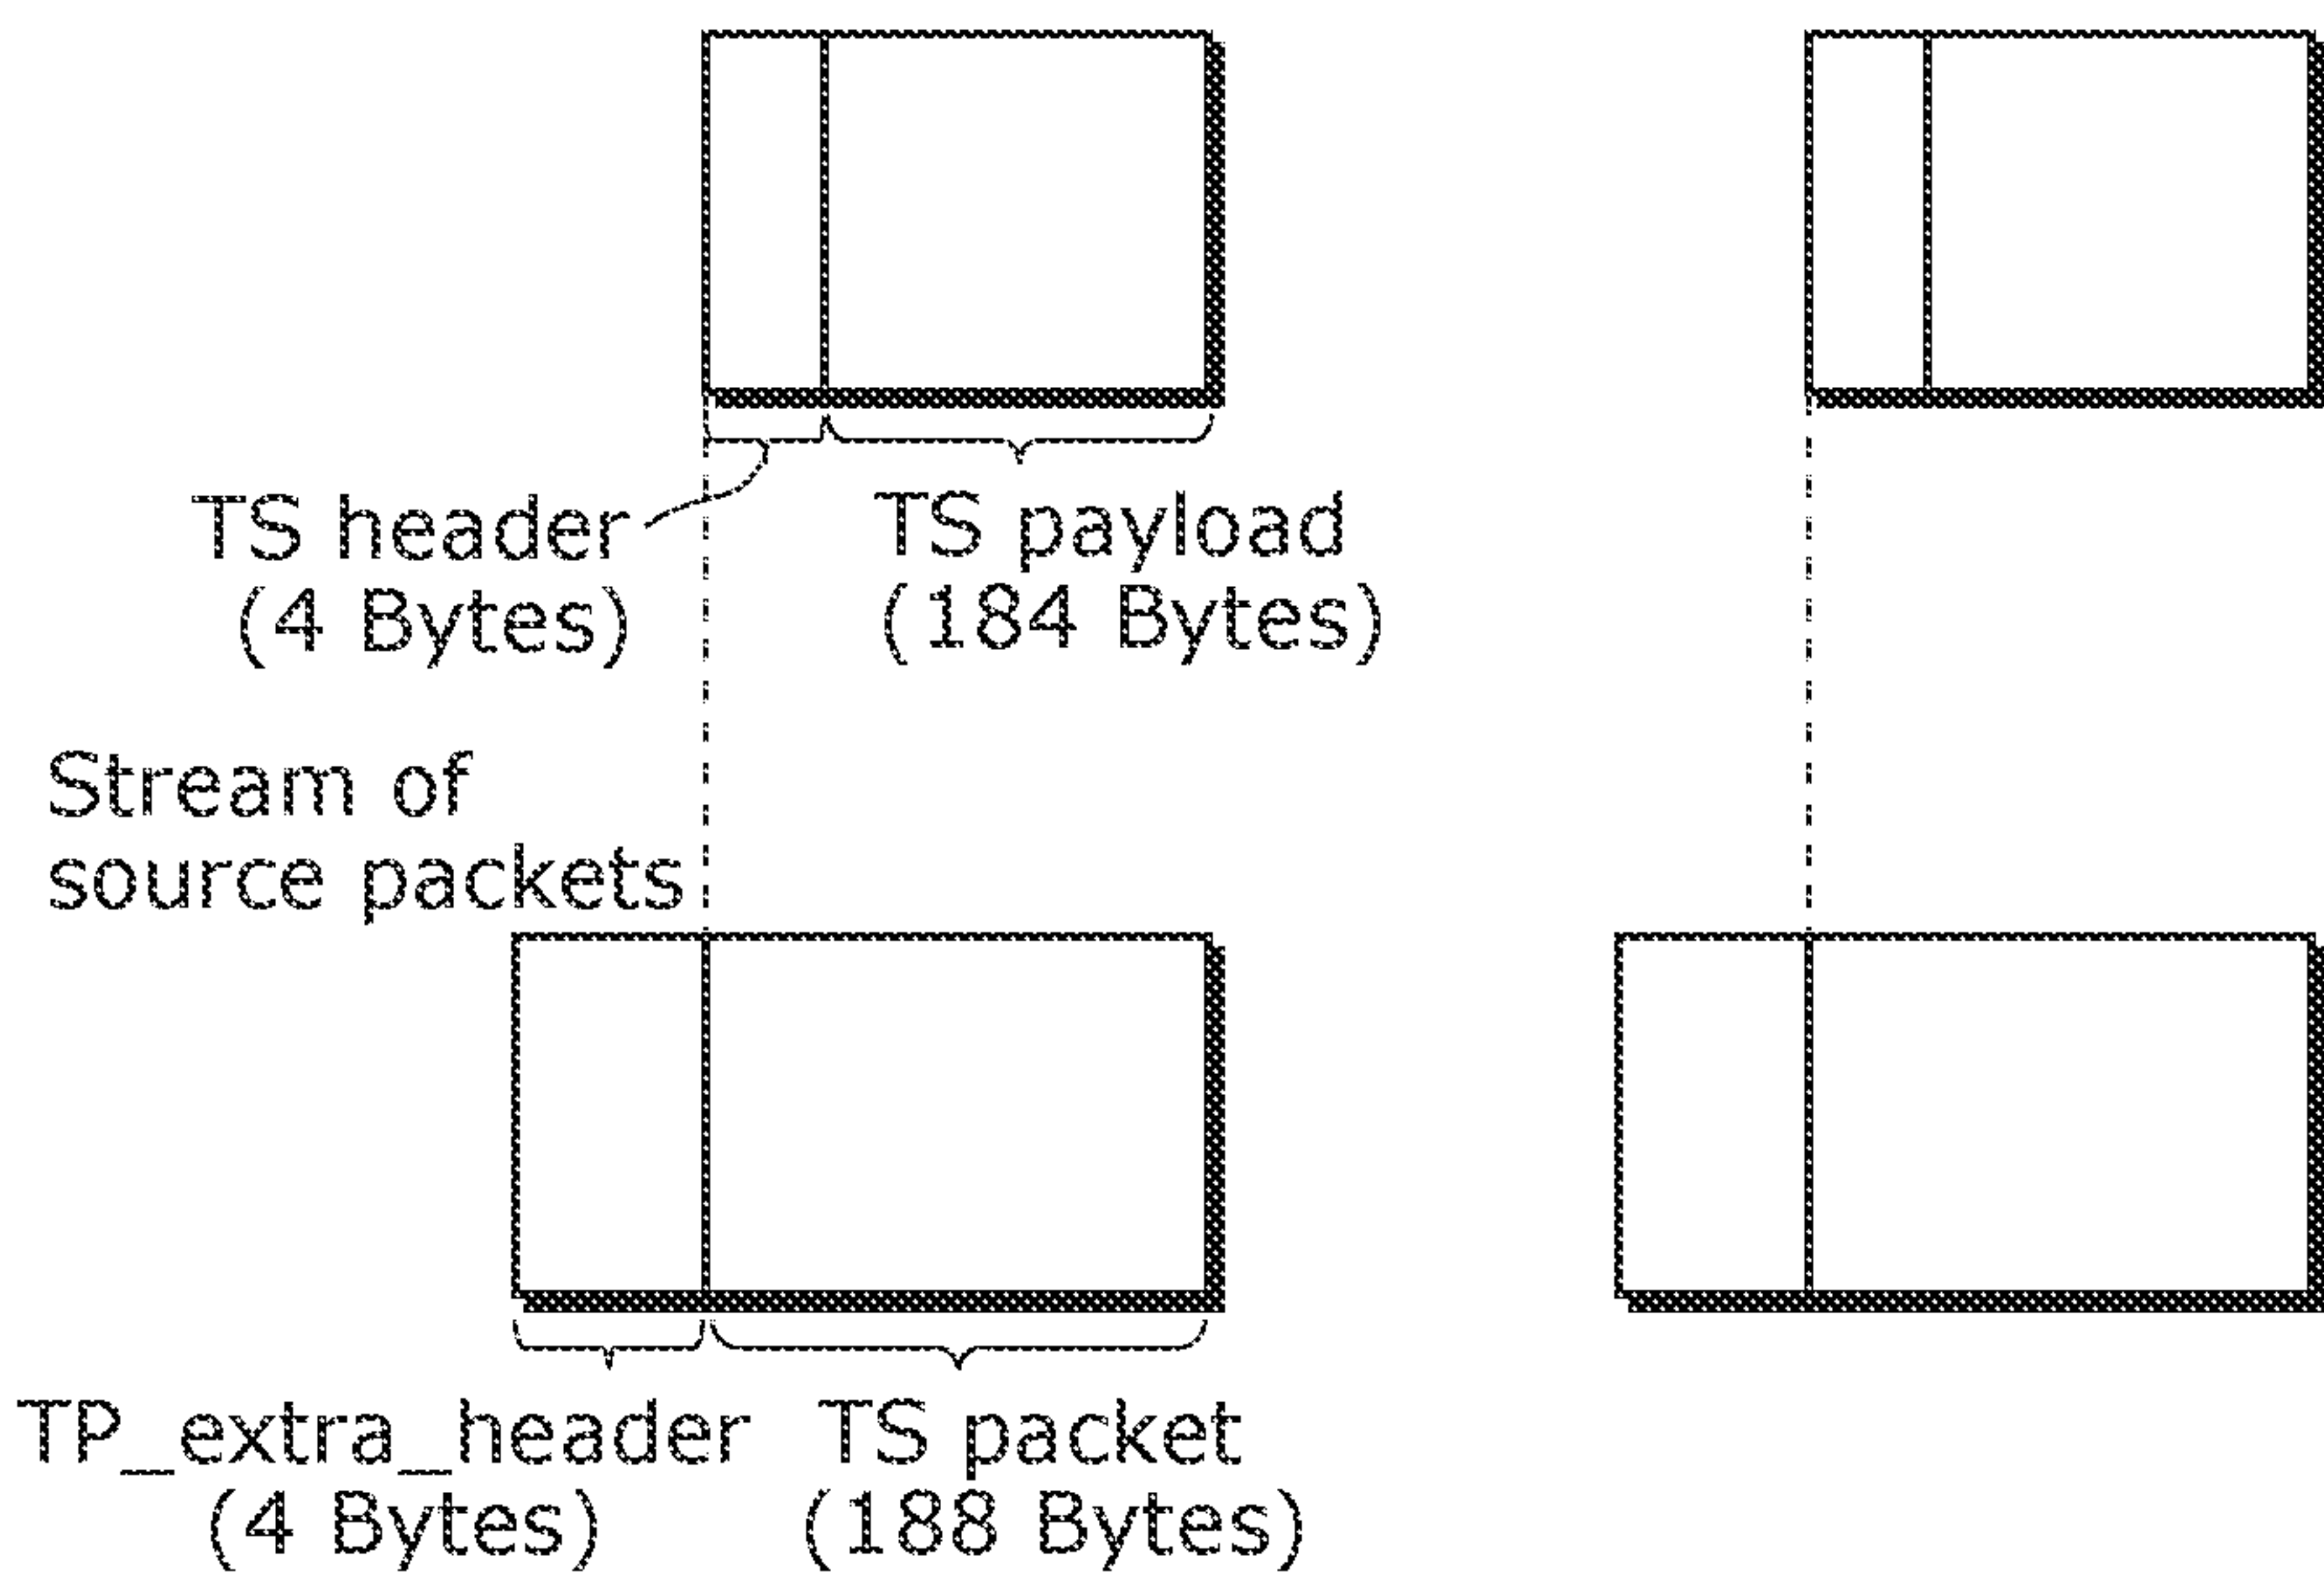 TS header
(4 Bytes)
TS payload
(184 Bytes)
Stream of
source packets
TP_extra_header
(4 Bytes)
TS packet
(188 Bytes)